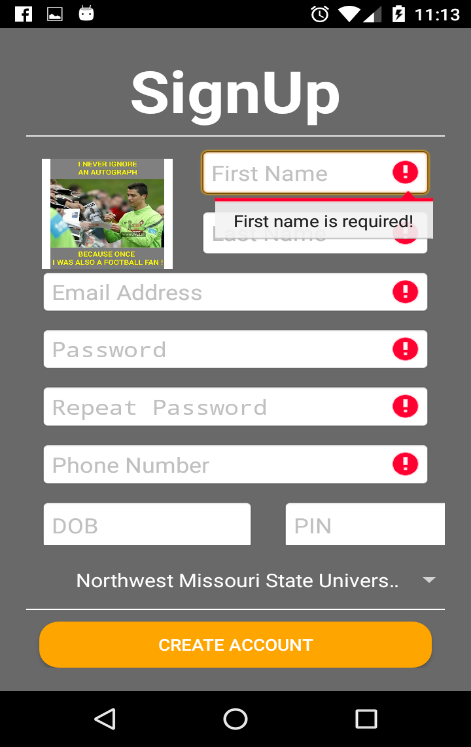 11:13
SignUp
I NEVER IGNORE
AN AUTOGRAPH
BECAUSE ONCE
I WAS ALSO A FOOTBALL FAN !
First Name
First name is required!
Last Name
Email Address
Password
Repeat Password
Phone Number
DOB
PIN
Northwest Missouri State Univers..
CREATE ACCOUNT